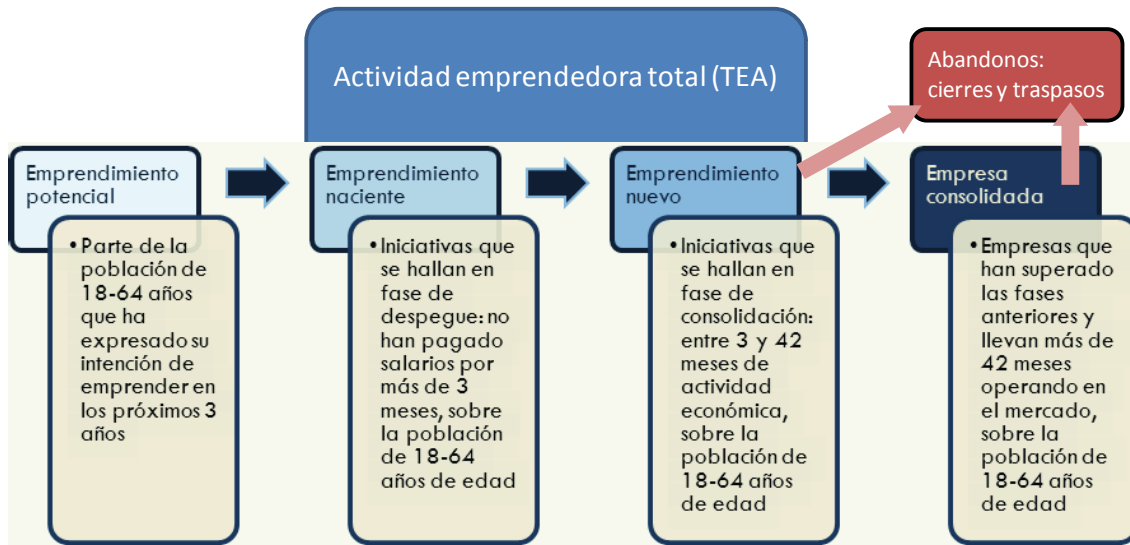 Actividad emprendedora total (TEA)
Abandonos:
cierres y traspasos
Emprendimiento
potencial
• Parte de la
población de
18-64 años
que ha
expresado su
intención de
emprender en
los próximos 3
años
Emprendimiento
naciente
• Iniciativas que
se hallan en
fase de
despegue: no
han pagado
salarios por
más de 3
meses, sobre
la población
de 18-64
años de edad
Emprendimiento
nuevo
• Iniciativas que
se hallan en
fase de
consolidación:
entre 3 y 42
meses de
actividad
económica,
sobre la
población de
18-64 años
de edad
Empresa
consolidada
• Empresas que
han superado
las fases
anteriores y
llevan más de
42 meses
operando en
el mercado,
sobre la
población de
18-64 años
de edad